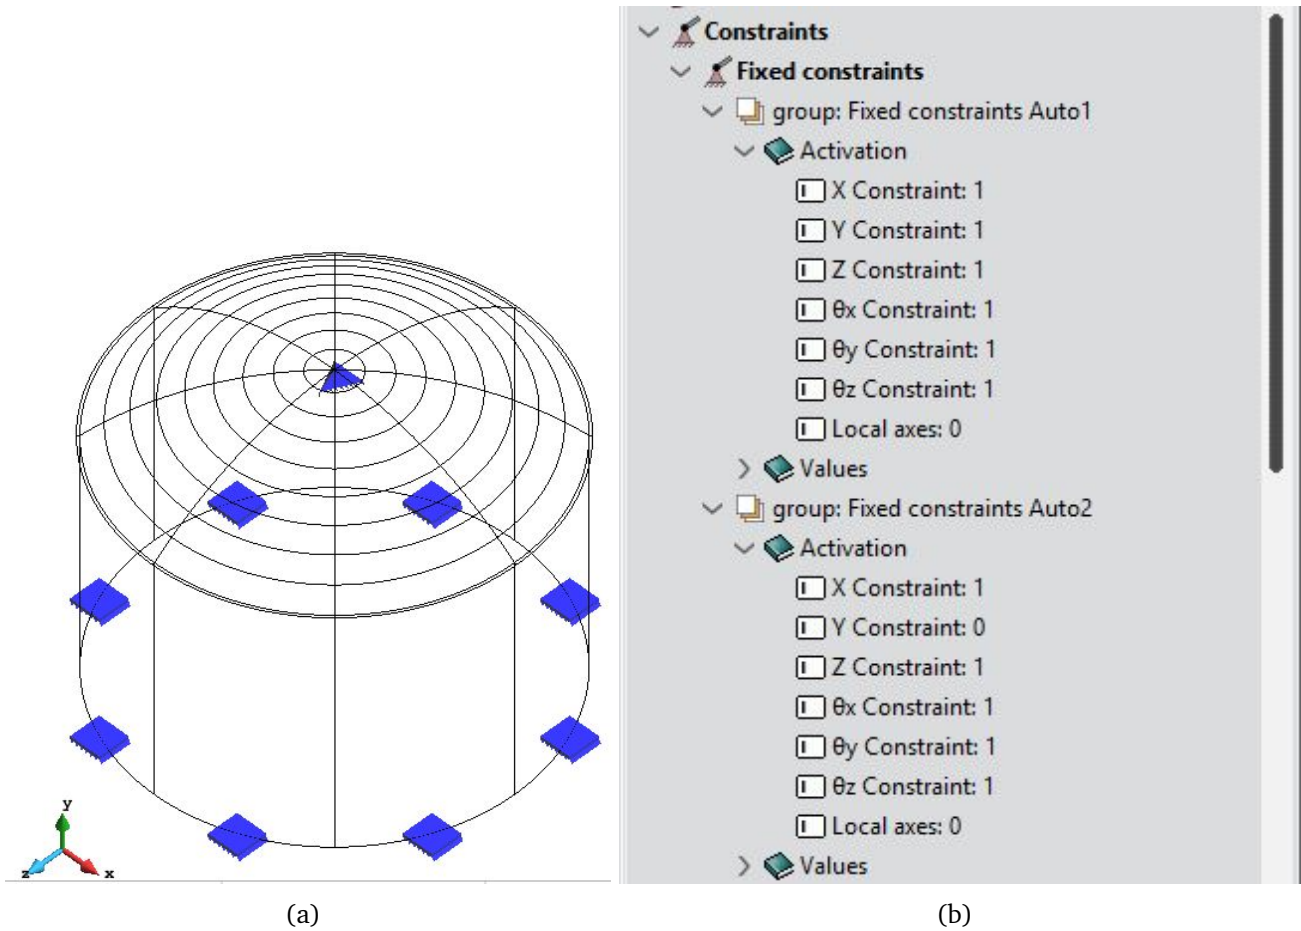 y
z
x
Constraints
Fixed constraints
group: Fixed constraints Auto1
Activation
X Constraint: 1
Y Constraint: 1
Z Constraint: 1
θx Constraint: 1
θy Constraint: 1
θz Constraint: 1
Local axes: 0
Values
group: Fixed constraints Auto2
Activation
X Constraint: 1
Y Constraint: 0
Z Constraint: 1
θx Constraint: 1
θy Constraint: 1
θz Constraint: 1
Local axes: 0
Values
(a)
(b)